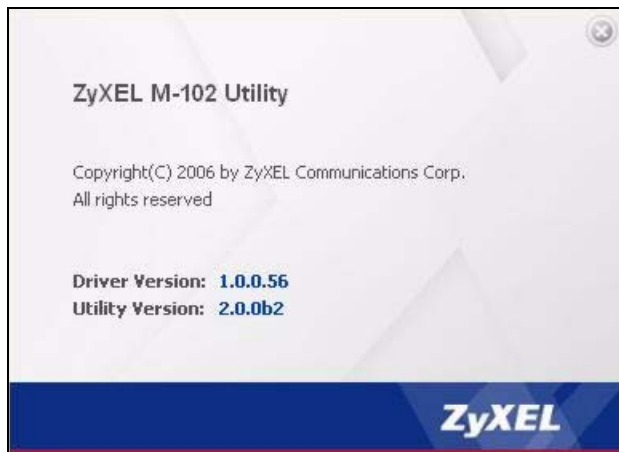 ZyXEL M-102 Utility
Copyright(C) 2006 by ZyXEL Communications Corp.
All rights reserved
Driver Version: 1.0.0.56
Utility Version: 2.0.0b2
ZyXEL